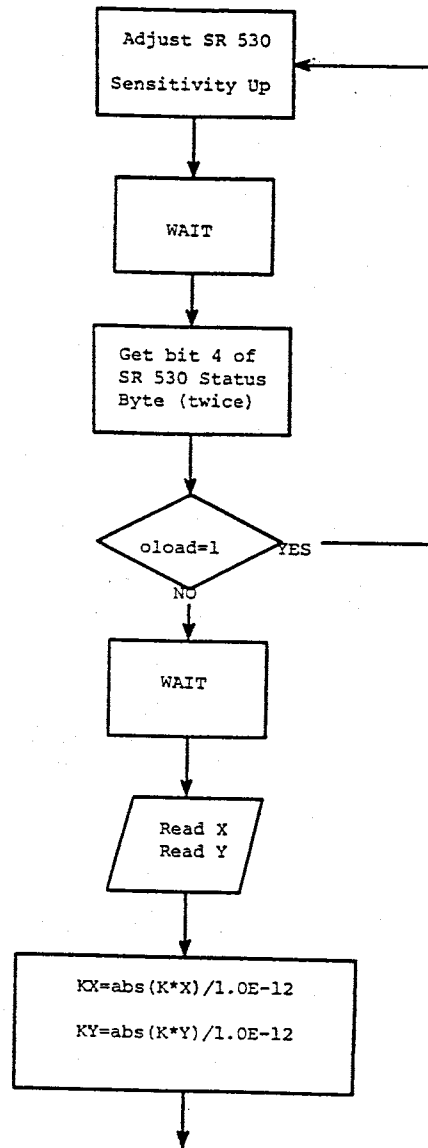 Adjust SR 530
Sensitivity Up
WAIT
Get bit 4 of
SR 530 Status
Byte (twice)
oload=1
YES
NO
WAIT
Read X
Read Y
KX=abs(K*X)/1.0E-12
KY=abs(K*Y)/1.0E-12